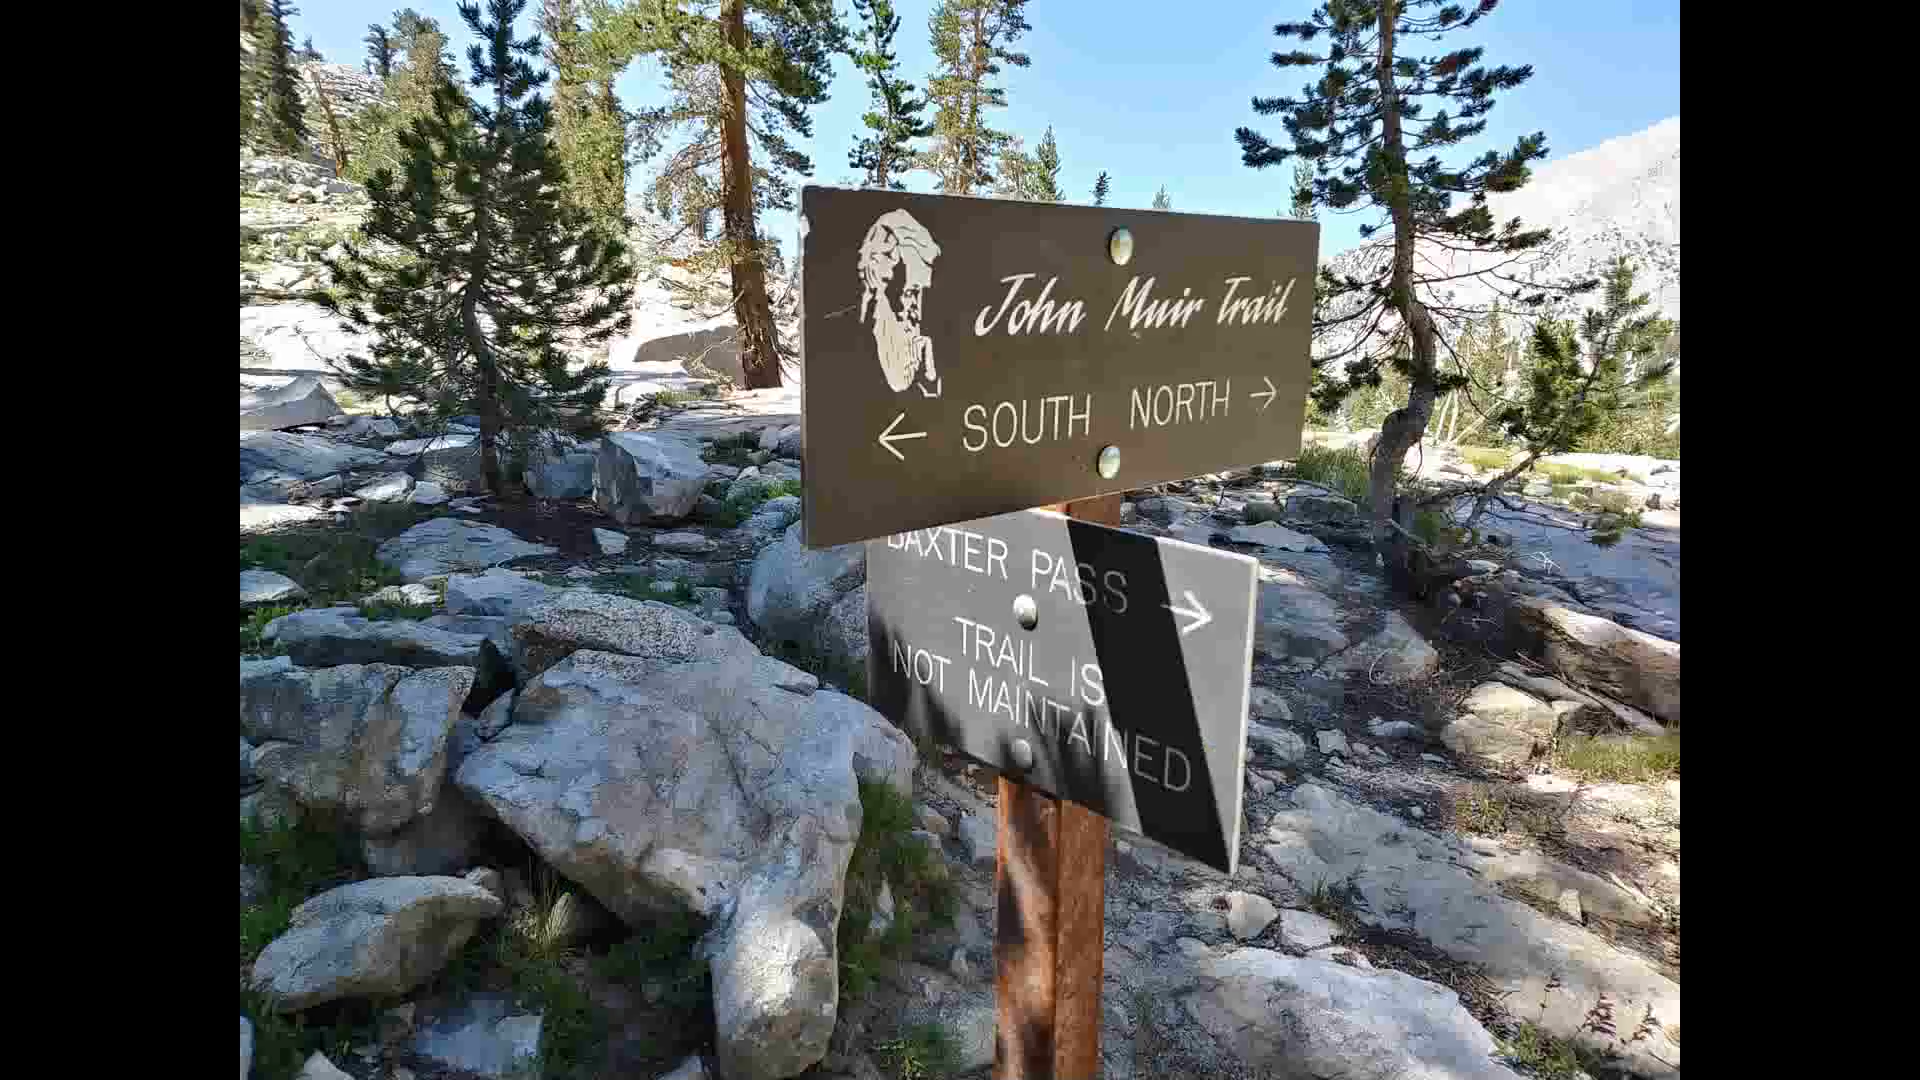 John Muir Trail
← SOUTH NORTH →
BAXTER PASS →
TRAIL IS
NOT MAINTAINED